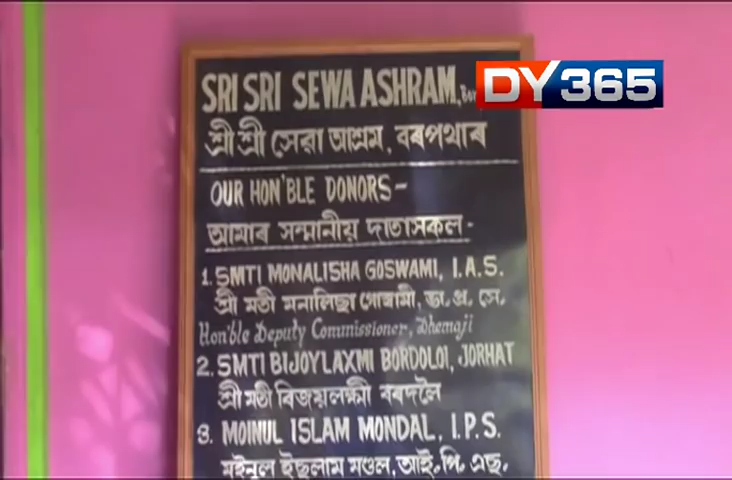 SRI SRI SEWA ASHRAM,
DY365
শ্ৰীশ্ৰী সেৱা আশ্ৰম, বৰপথাৰ
OUR HON'BLE DONORS-
আমাৰ সন্মানীয় দাতাসকল-
1. SMTI MONALISHA GOSWAMI, I.A.S.
শ্ৰী মতী মনালিছা গোস্বামী, ভা.প্ৰ.সে.
Hon'ble Deputy Commissioner, Dhemaji
2. SMTI BIJOYLAXMI BORDOLOI, JORHAT
শ্ৰী মতী বিজয়লক্ষ্মী বৰদলৈ
3. MOINUL ISLAM MONDAL, I.P.S.
মইনুল ইছলাম মণ্ডল, আই.পি.এছ.